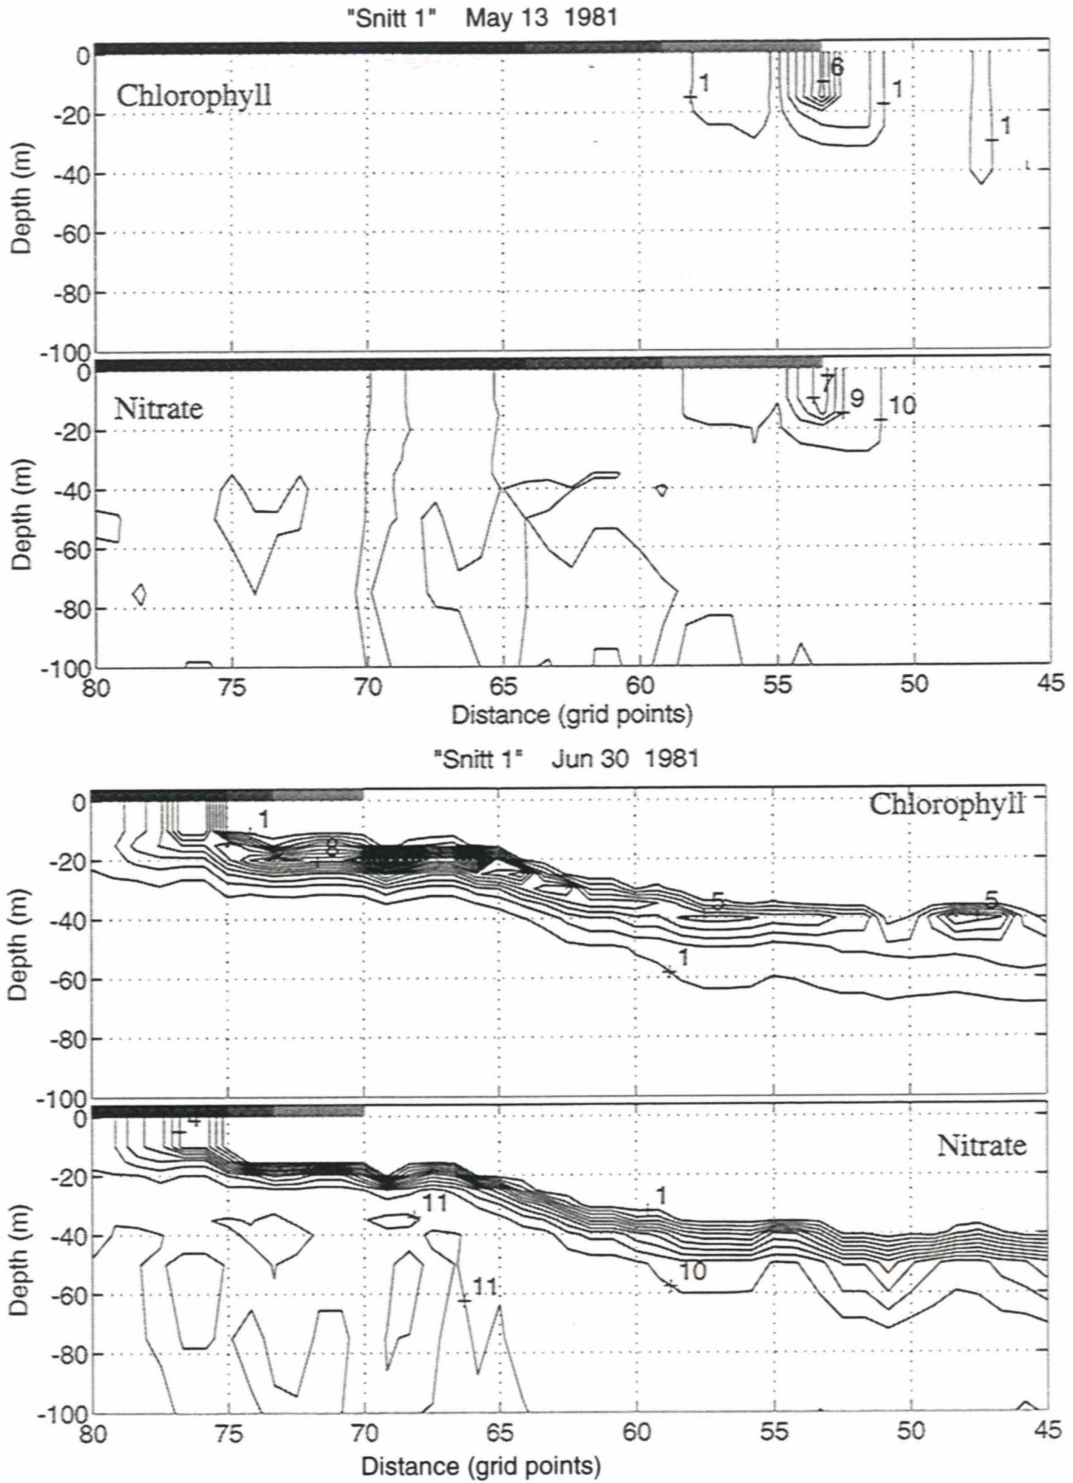 "Snitt 1" May 13 1981
0
Chlorophyll
6
1
1
1
-20
-40
-60
-80
-100
Depth (m)
0
Nitrate
7
9
10
-20
-40
-60
-80
-100
Depth (m)
80 75 70 65 60 55 50 45
Distance (grid points)
"Snitt 1" Jun 30 1981
0
Chlorophyll
1
8
-20
5
5
-40
1
-60
-80
-100
Depth (m)
0
4
Nitrate
-20
11
1
-40
11
10
-60
-80
-100
Depth (m)
80 75 70 65 60 55 50 45
Distance (grid points)